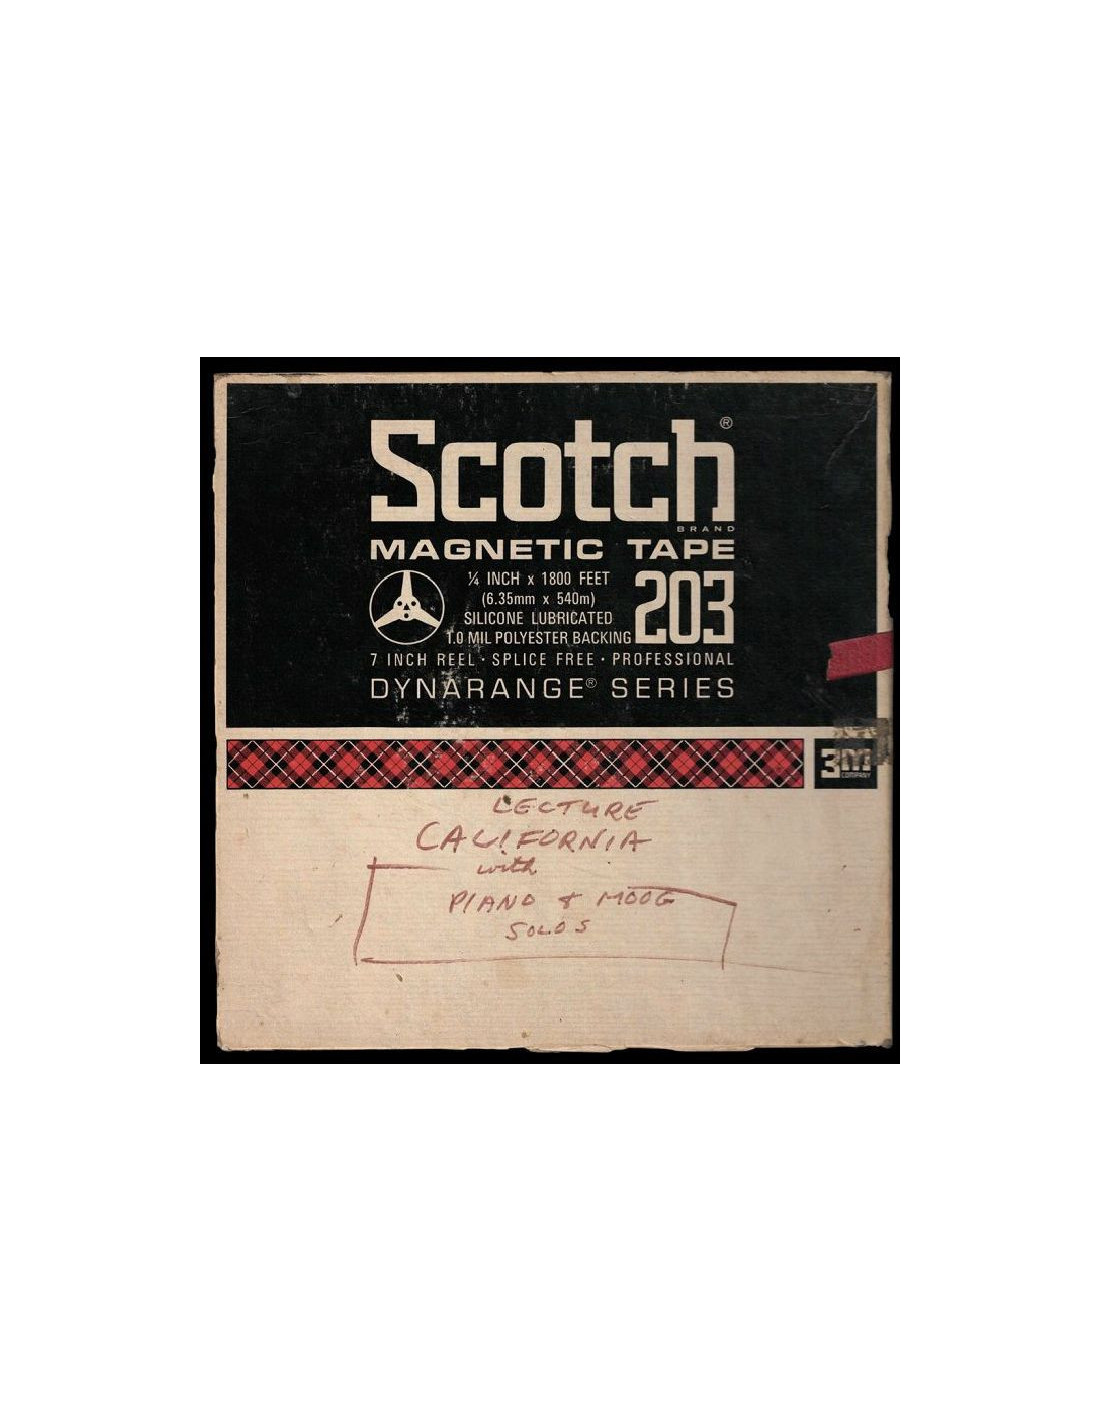 Scotch®
BRAND
MAGNETIC TAPE
¼ INCH x 1800 FEET
(6.35mm x 540m)
SILICONE LUBRICATED
1.0 MIL POLYESTER BACKING
203
7 INCH REEL · SPLICE FREE · PROFESSIONAL
DYNARANGE® SERIES
3M
COMPANY
LECTURE
CALIFORNIA
with
PIANO & MOOG
SOLOS